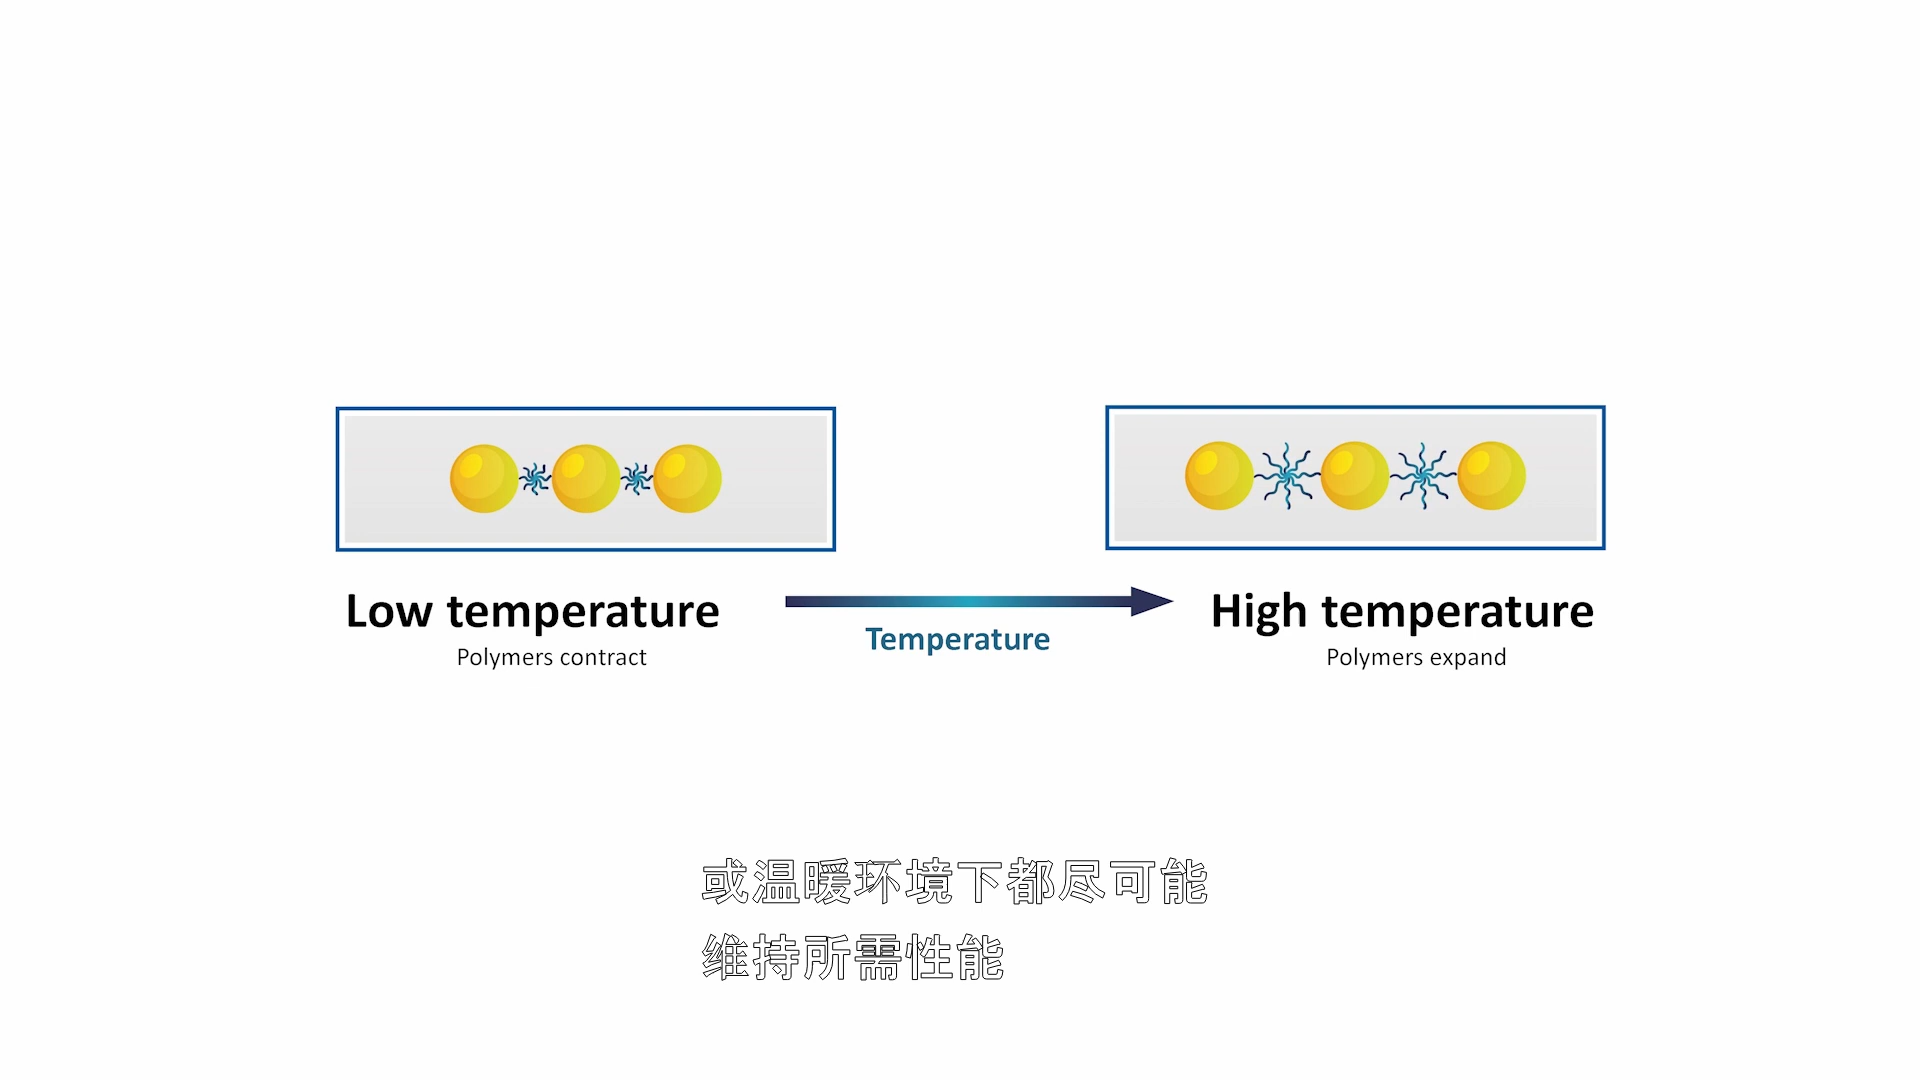 Low temperature
Polymers contract
Temperature
High temperature
Polymers expand
或温暖环境下都尽可能
维持所需性能